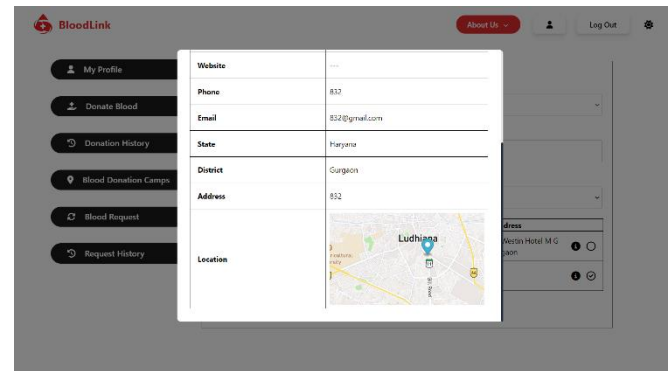 BloodLink
About Us
Log Out
My Profile
Donate Blood
Donation History
Blood Donation Camps
Blood Request
Request History
Website ---
Phone 832
Email 832@gmail.com
State Haryana
District Gurgaon
Address 832
Location
Ludhiana
dress
Westin Hotel M G
gaon